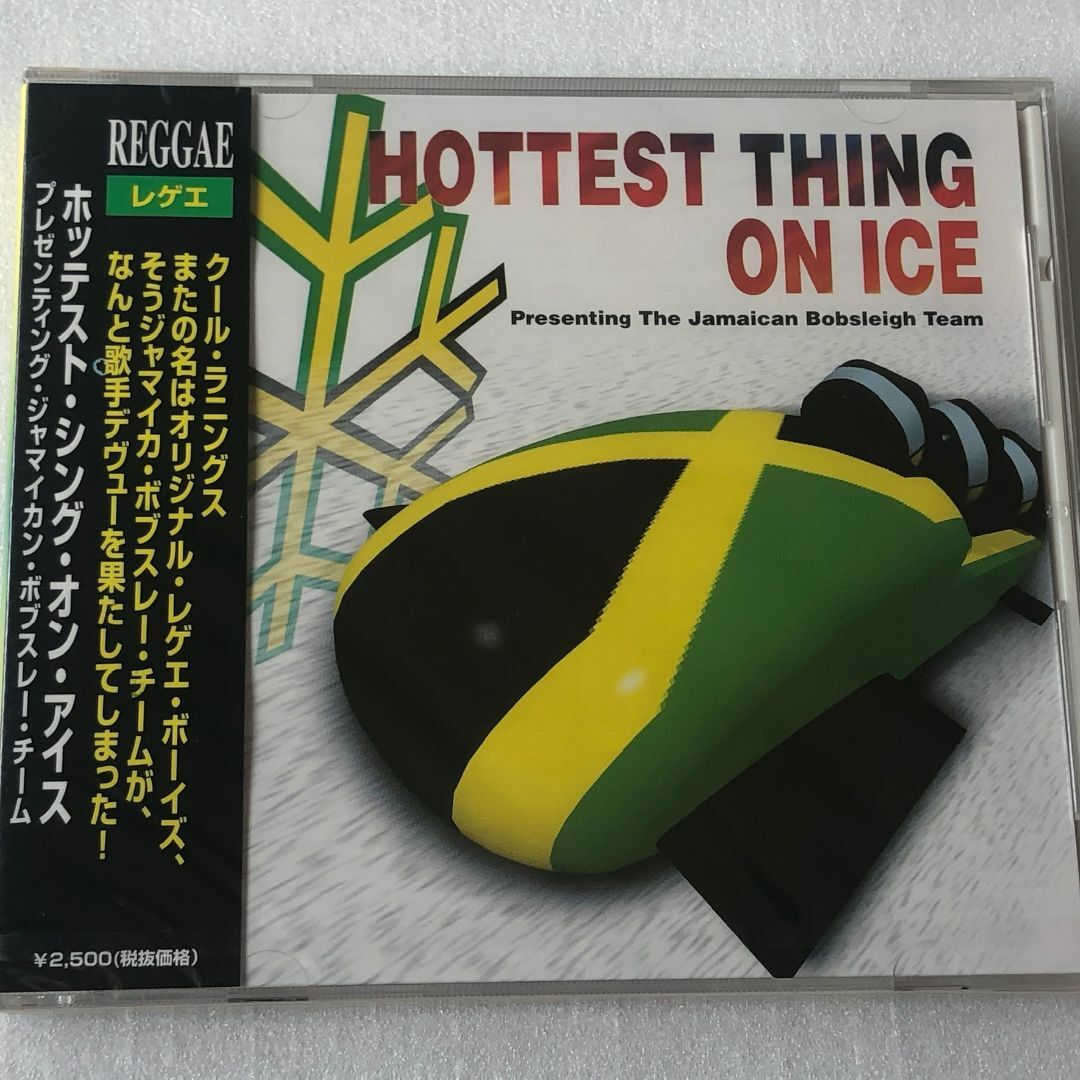 REGGAE
レゲエ
クール・ラニングス
またの名はオリジナル・レゲエ・ボーイズ、
そうジャマイカ・ボブスレー・チームが、
なんと歌手デヴューを果たしてしまった!
ホッテスト・シング・オン・アイス
プレゼンティング・ジャマイカン・ボブスレー・チーム
¥2,500(税抜価格)
HOTTEST THING
ON ICE
Presenting The Jamaican Bobsleigh Team